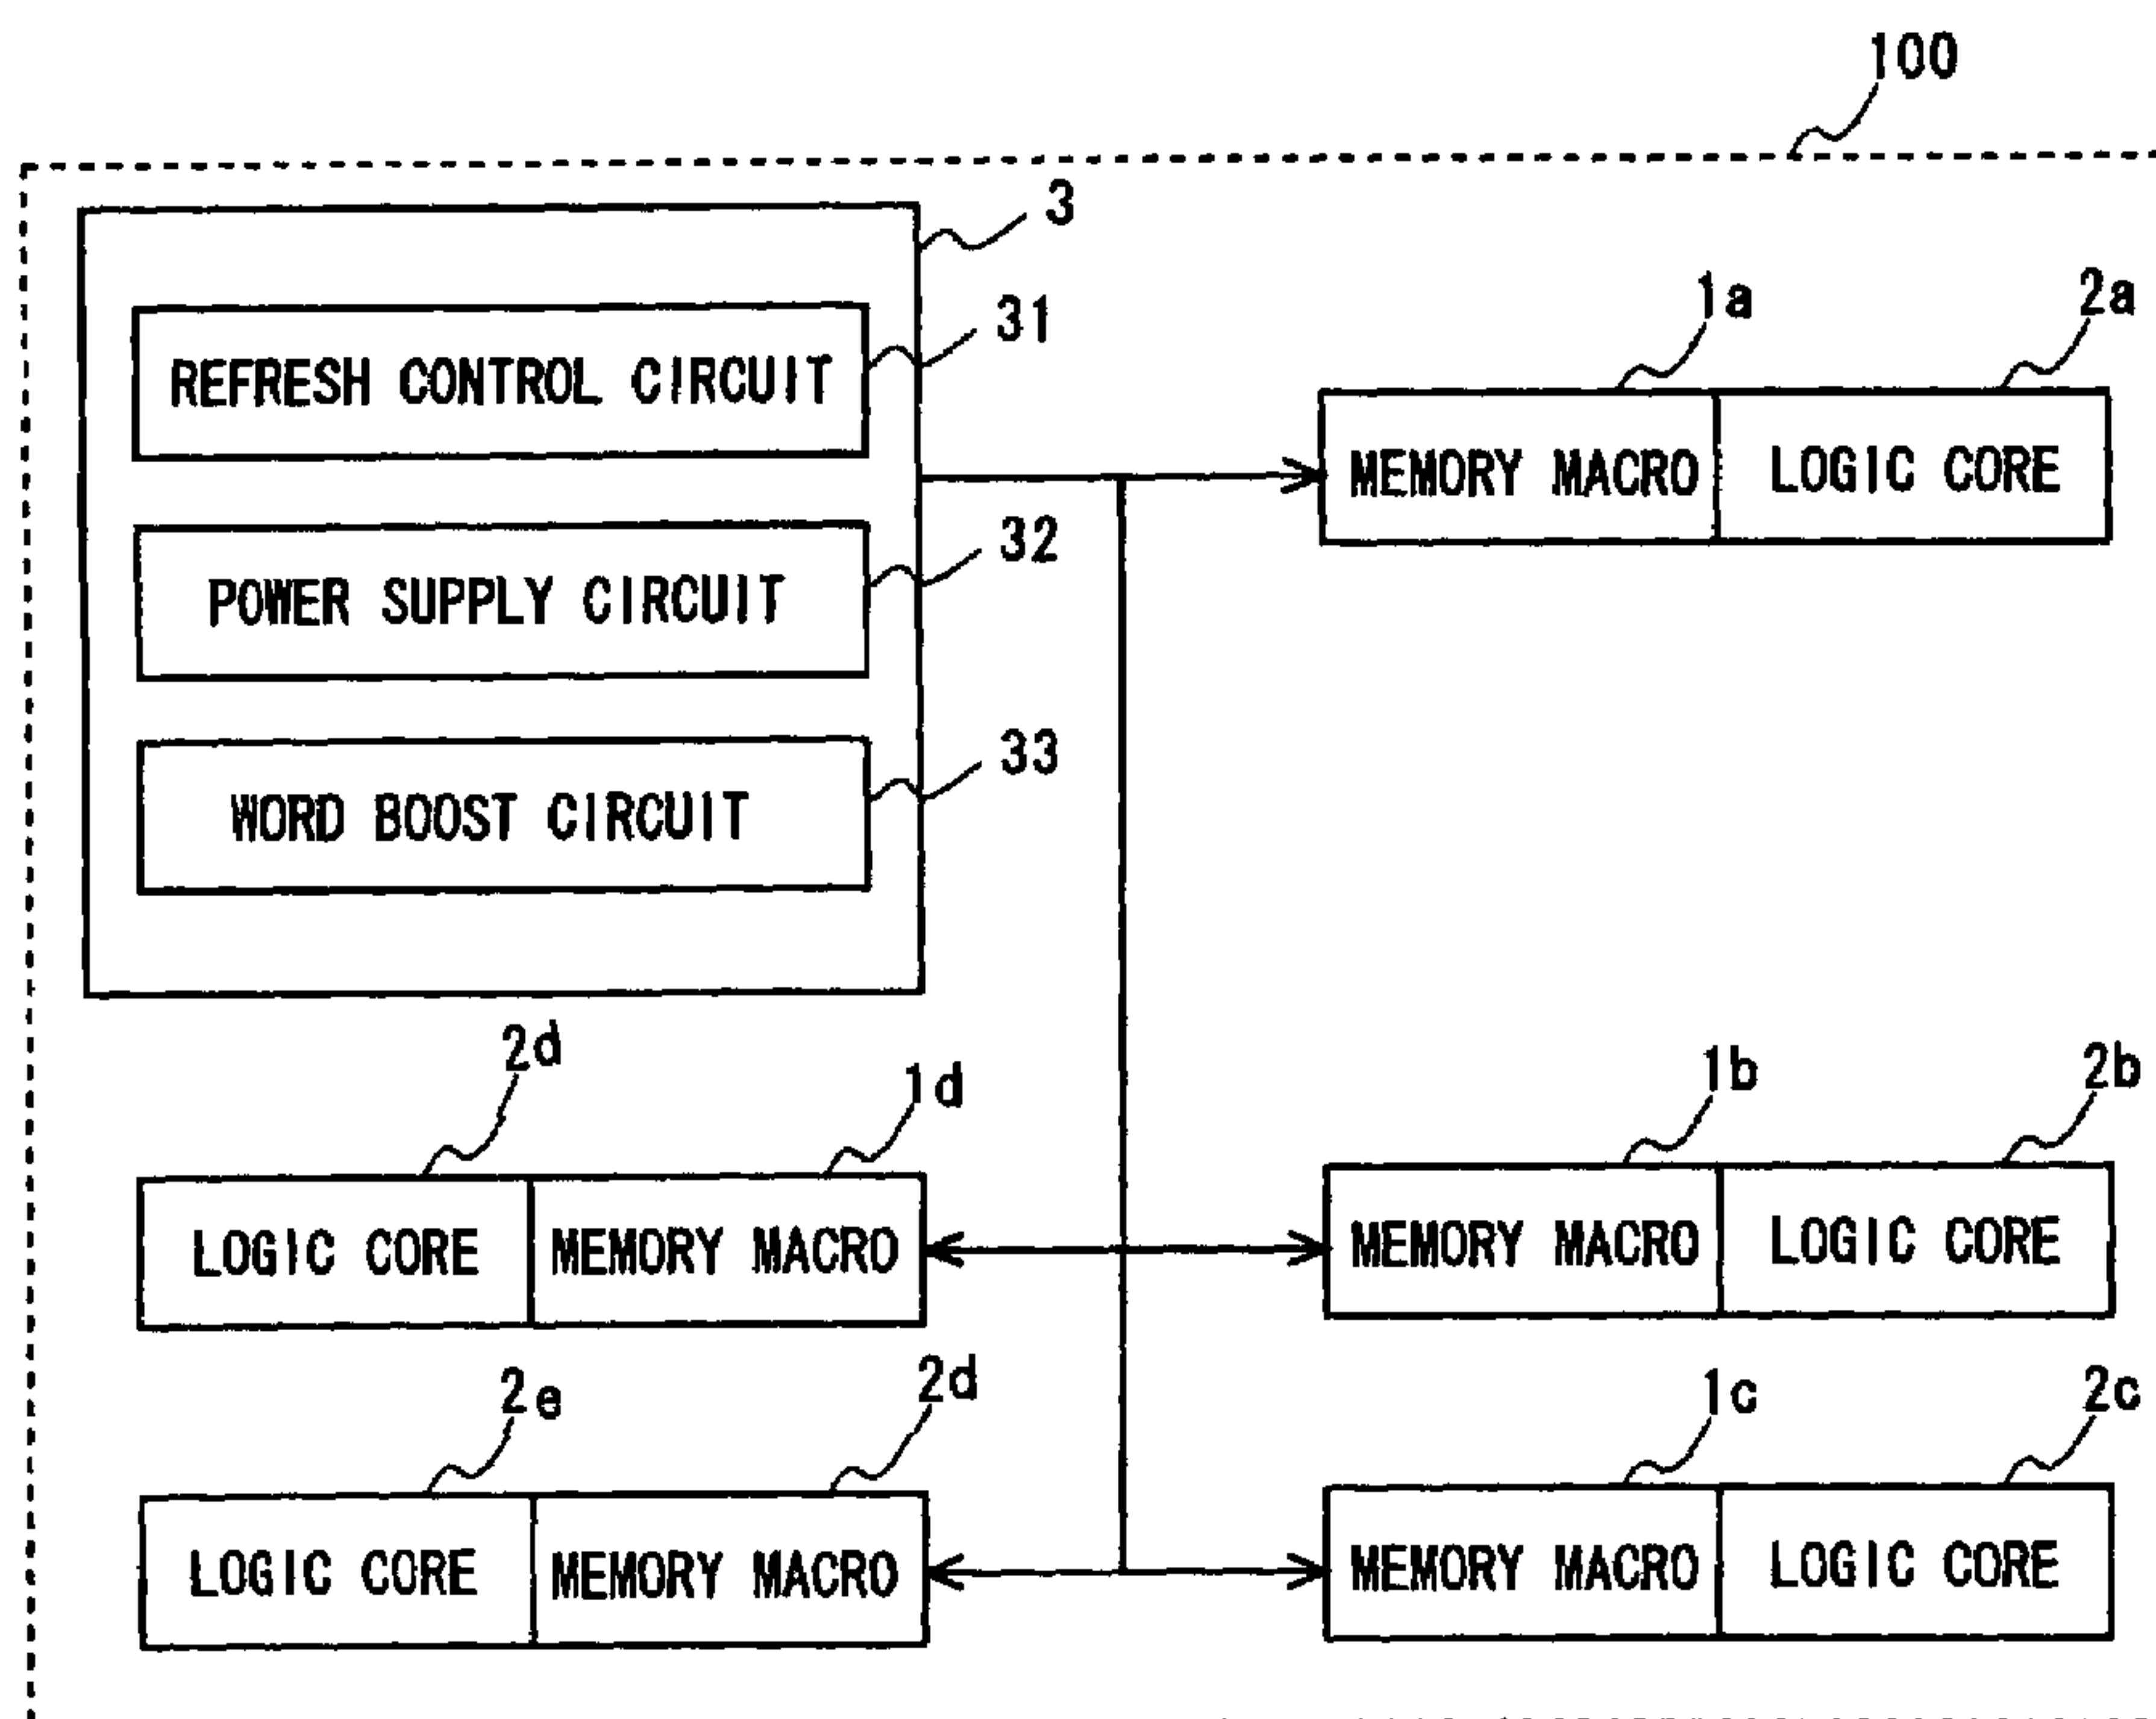 100
3
31
REFRESH CONTROL CIRCUIT
1a
2a
MEMORY MACRO
LOGIC CORE
32
POWER SUPPLY CIRCUIT
33
WORD BOOST CIRCUIT
2d
1d
1b
2b
LOGIC CORE
MEMORY MACRO
MEMORY MACRO
LOGIC CORE
2e
2d
1c
2c
LOGIC CORE
MEMORY MACRO
MEMORY MACRO
LOGIC CORE